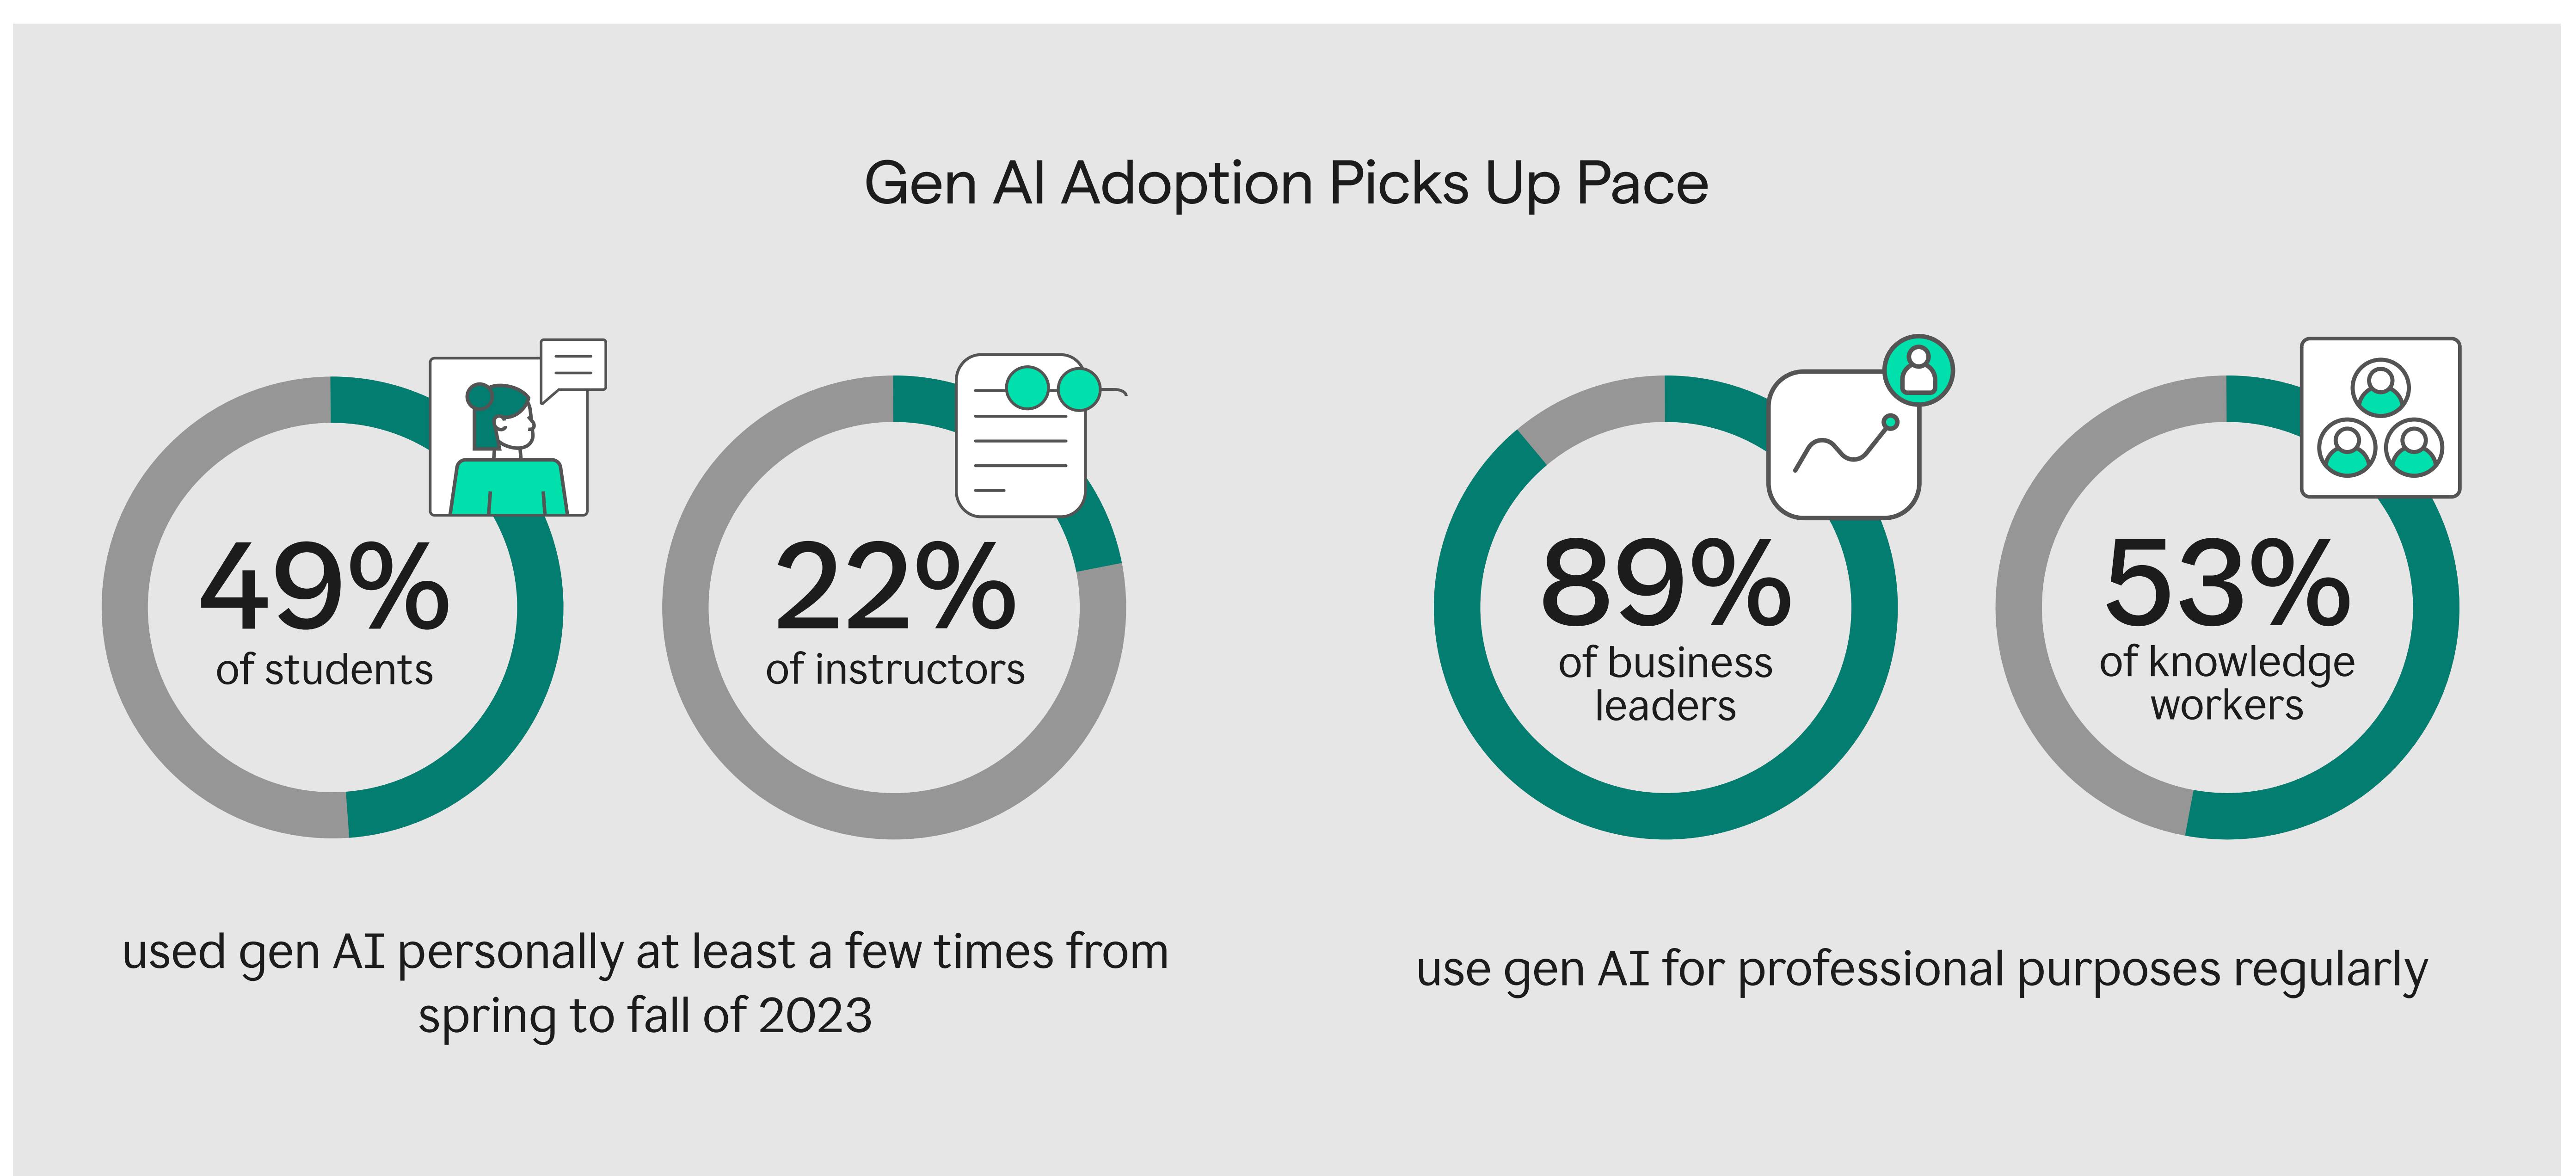 Gen AI Adoption Picks Up Pace
49%
of students
22%
of instructors
used gen AI personally at least a few times from
spring to fall of 2023
89%
of business
leaders
53%
of knowledge
workers
use gen AI for professional purposes regularly